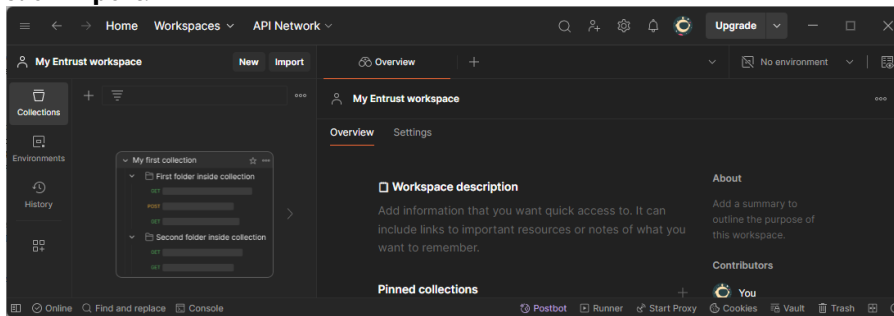 Home Workspaces API Network Upgrade
My Entrust workspace New Import Overview No environment
Collections
My Entrust workspace
Overview Settings
Environments
My first collection
First folder inside collection
GET
POST
GET
Second folder inside collection
GET
GET
History
Workspace description
Add information that you want quick access to. It can
include links to important resources or notes of what you
want to remember.
Pinned collections
About
Add a summary to
outline the purpose of
this workspace.
Contributors
You
Online Find and replace Console Postbot Runner Start Proxy Cookies Vault Trash